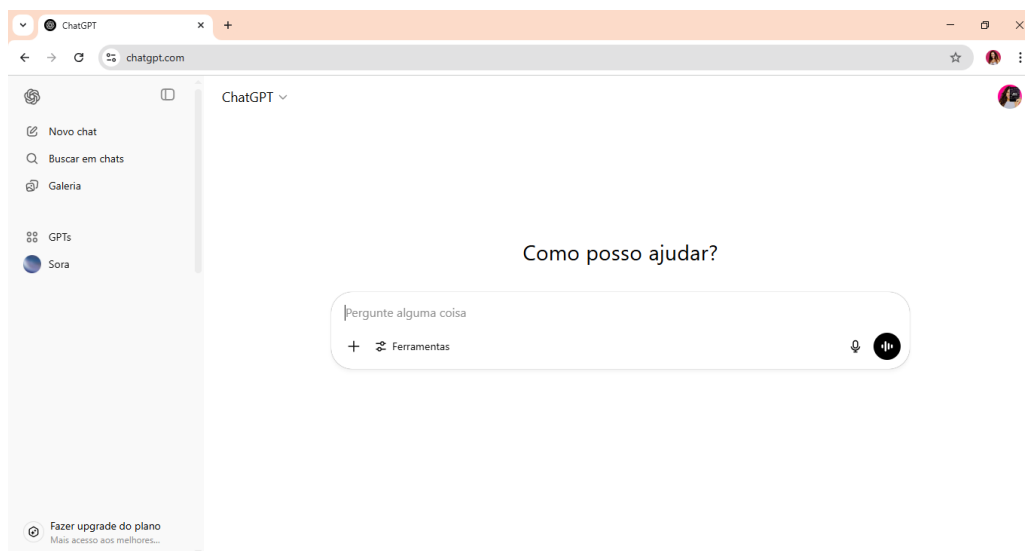 ChatGPT
chatgpt.com
Novo chat
Buscar em chats
Galeria
GPTs
Sora
Fazer upgrade do plano
Mais acesso aos melhores...
ChatGPT
Como posso ajudar?
Pergunte alguma coisa
Ferramentas